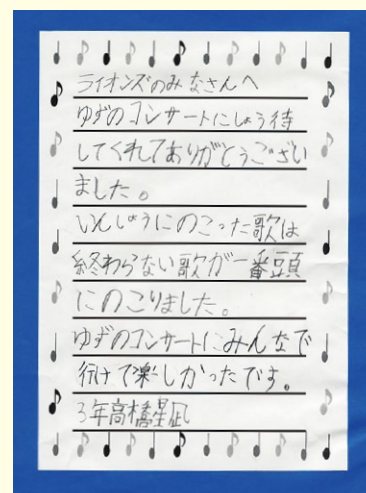 ライオンズのみなさんへ
ゆずのコンサートにしょう待
してくれてありがとうござい
ました。
いんしょうにのこった歌は
終わらない歌が一番頭
にのこりました。
ゆずのコンサートにみんなで
行けて楽しかったです。
3年高橋星凪